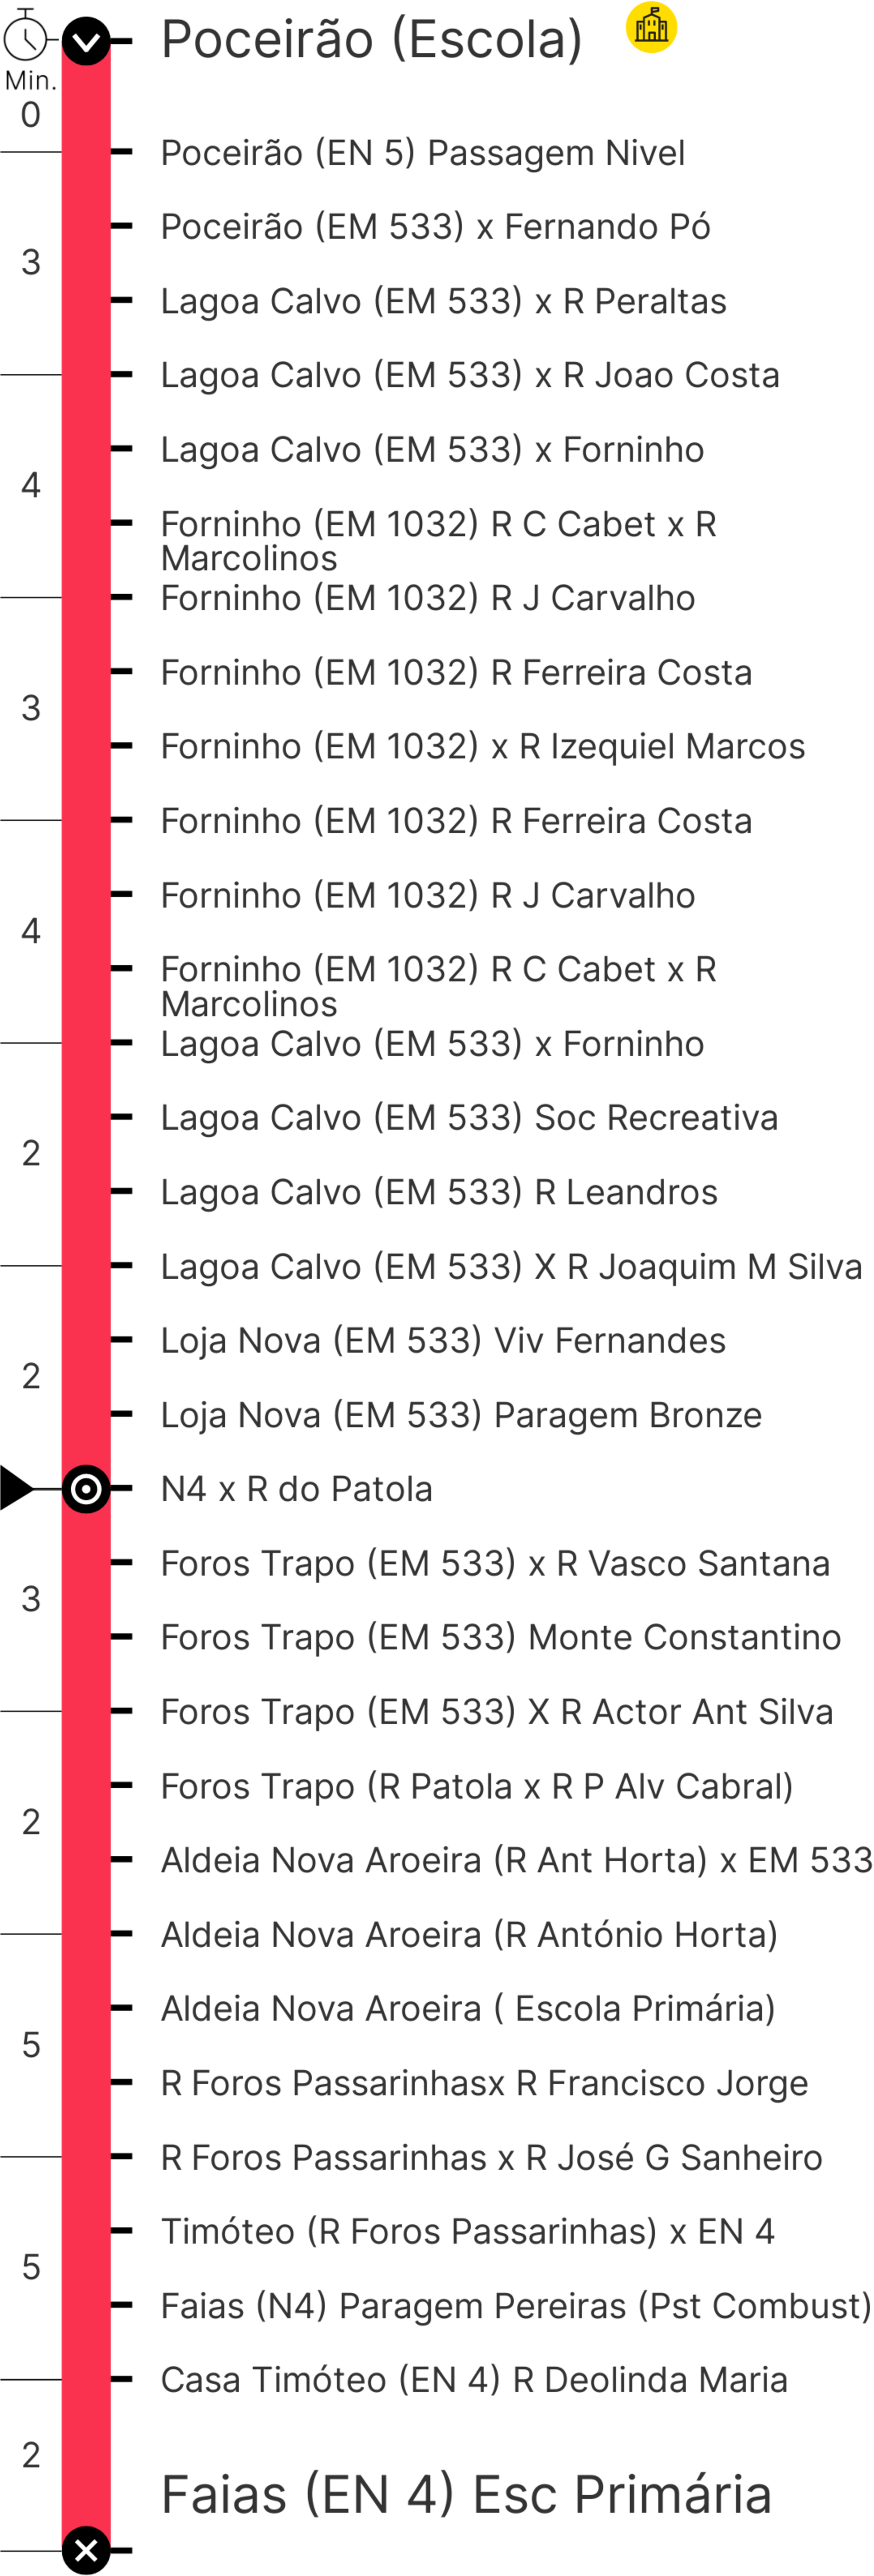 Poceirão (Escola)
Min.
0
Poceirão (EN 5) Passagem Nivel
Poceirão (EM 533) x Fernando Pó
3
Lagoa Calvo (EM 533) x R Peraltas
Lagoa Calvo (EM 533) x R Joao Costa
Lagoa Calvo (EM 533) x Forninho
4
Forninho (EM 1032) R C Cabet x R
Marcolinos
Forninho (EM 1032) R J Carvalho
Forninho (EM 1032) R Ferreira Costa
3
Forninho (EM 1032) x R Izequiel Marcos
Forninho (EM 1032) R Ferreira Costa
Forninho (EM 1032) R J Carvalho
4
Forninho (EM 1032) R C Cabet x R
Marcolinos
Lagoa Calvo (EM 533) x Forninho
Lagoa Calvo (EM 533) Soc Recreativa
2
Lagoa Calvo (EM 533) R Leandros
Lagoa Calvo (EM 533) X R Joaquim M Silva
Loja Nova (EM 533) Viv Fernandes
2
Loja Nova (EM 533) Paragem Bronze
N4 x R do Patola
Foros Trapo (EM 533) x R Vasco Santana
3
Foros Trapo (EM 533) Monte Constantino
Foros Trapo (EM 533) X R Actor Ant Silva
Foros Trapo (R Patola x R P Alv Cabral)
2
Aldeia Nova Aroeira (R Ant Horta) x EM 533
Aldeia Nova Aroeira (R António Horta)
Aldeia Nova Aroeira ( Escola Primária)
5
R Foros Passarinhasx R Francisco Jorge
R Foros Passarinhas x R José G Sanheiro
Timóteo (R Foros Passarinhas) x EN 4
5
Faias (N4) Paragem Pereiras (Pst Combust)
Casa Timóteo (EN 4) R Deolinda Maria
2
Faias (EN 4) Esc Primária